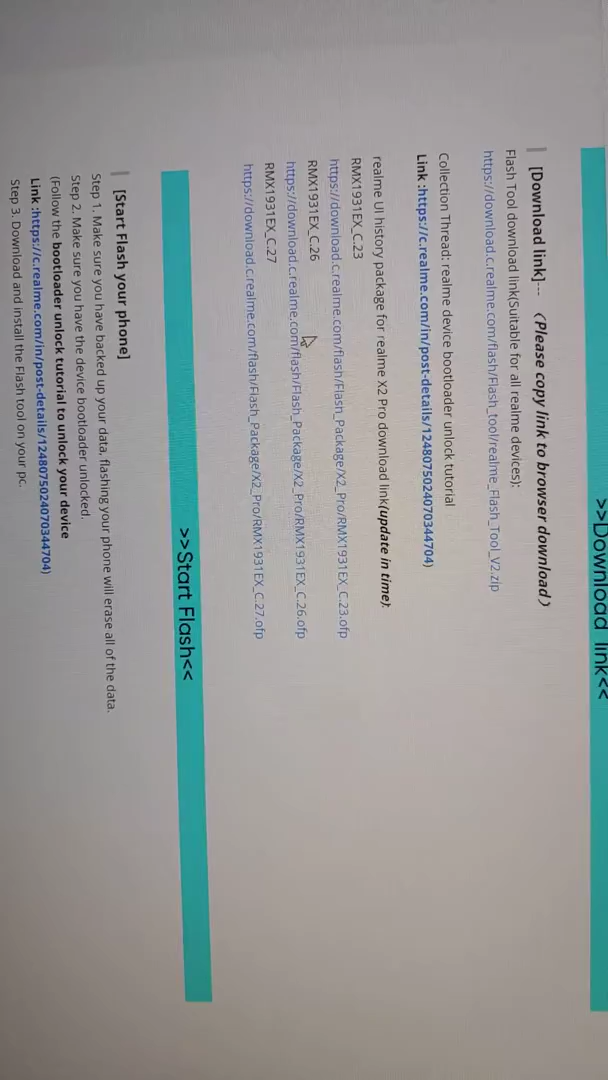 >>Download link<<
[Download link]--- (Please copy link to browser download)
Flash Tool download link(Suitable for all realme devices):
https://download.c.realme.com/flash/Flash_tool/realme_Flash_Tool_V2.zip
Collection Thread: realme device bootloader unlock tutorial
Link :https://c.realme.com/in/post-details/1248075024070344704)
realme UI history package for realme X2 Pro download link(update in time):
RMX1931EX_C.23
https://download.c.realme.com/flash/Flash_Package/X2_Pro/RMX1931EX_C.23.ofp
RMX1931EX_C.26
https://download.c.realme.com/flash/Flash_Package/X2_Pro/RMX1931EX_C.26.ofp
RMX1931EX_C.27
https://download.c.realme.com/flash/Flash_Package/X2_Pro/RMX1931EX_C.27.ofp
>>Start Flash<<
[Start Flash your phone]
Step 1. Make sure you have backed up your data, flashing your phone will erase all of the data.
Step 2. Make sure you have the device bootloader unlocked.
(Follow the bootloader unlock tutorial to unlock your device
Link :https://c.realme.com/in/post-details/1248075024070344704)
Step 3. Download and install the Flash tool on your pc.